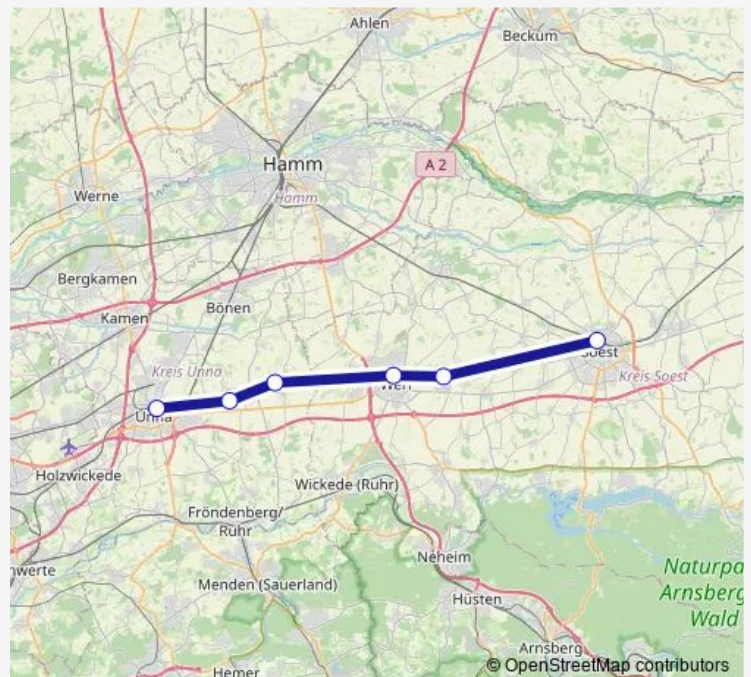 Ahlen
Beckum
Hamm
A 2
Werne
Hamm
Bergkamen
Bönen
Kamen
Soest
Kreis Unna
Kreis Soest
Werl
Unna
Holzwickede
Wickede (Ruhr)
Fröndenberg/
Ruhr
Neheim
nwerte
Naturpa
Arnsberg
Wald
Menden (Sauerland)
Hüsten
Arnsberg
Hemer
© OpenStreetMap contributors